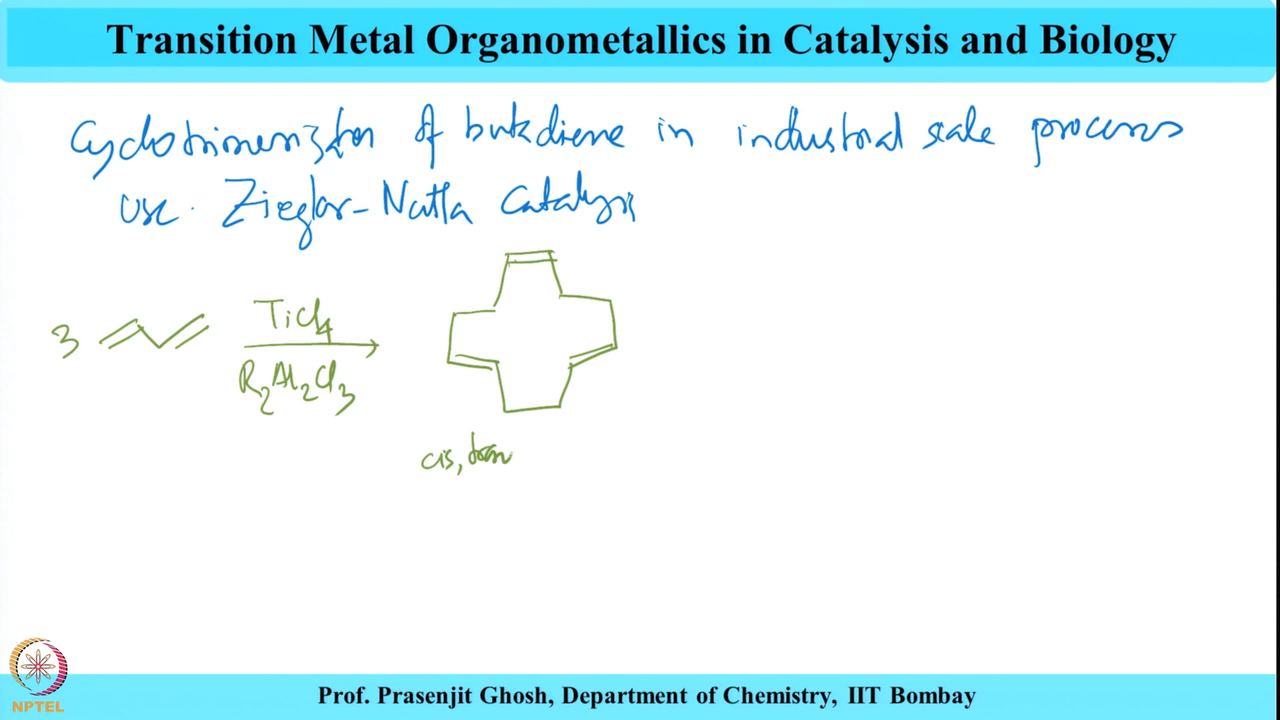 Transition Metal Organometallics in Catalysis and Biology
Cyclotrimerization of butadiene in industrial scale process
use Ziegler-Natta Catalysis
3 TiCl4
R2Al2Cl3
cis, tran
Prof. Prasenjit Ghosh, Department of Chemistry, IIT Bombay
NPTEL